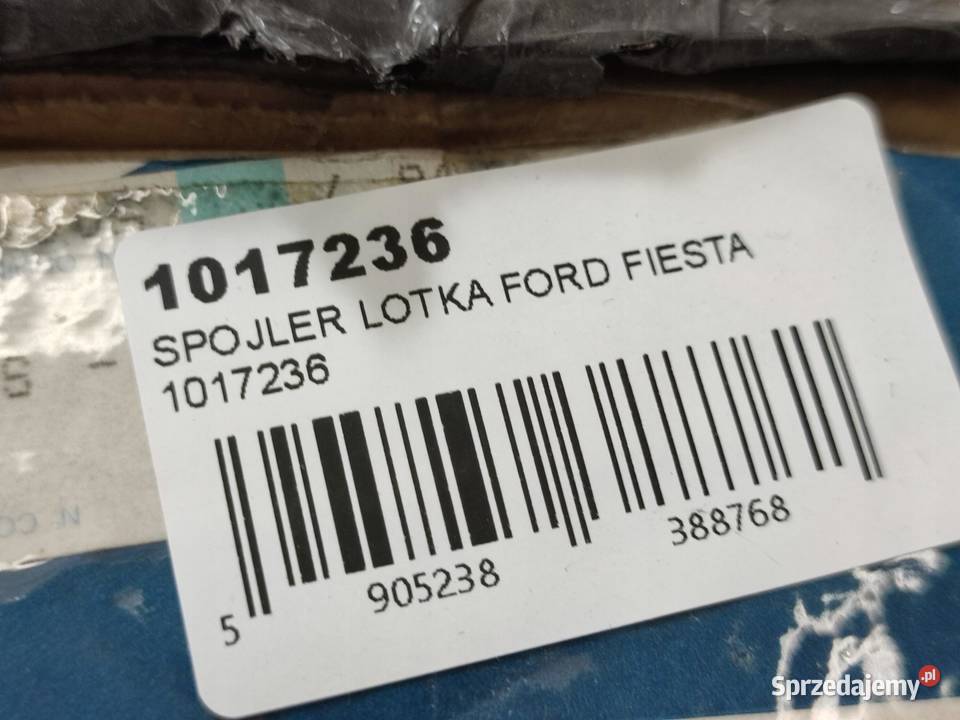 1017236
SPOJLER LOTKA FORD FIESTA
1017236
5 905238 388768
Sprzedajemy.pl